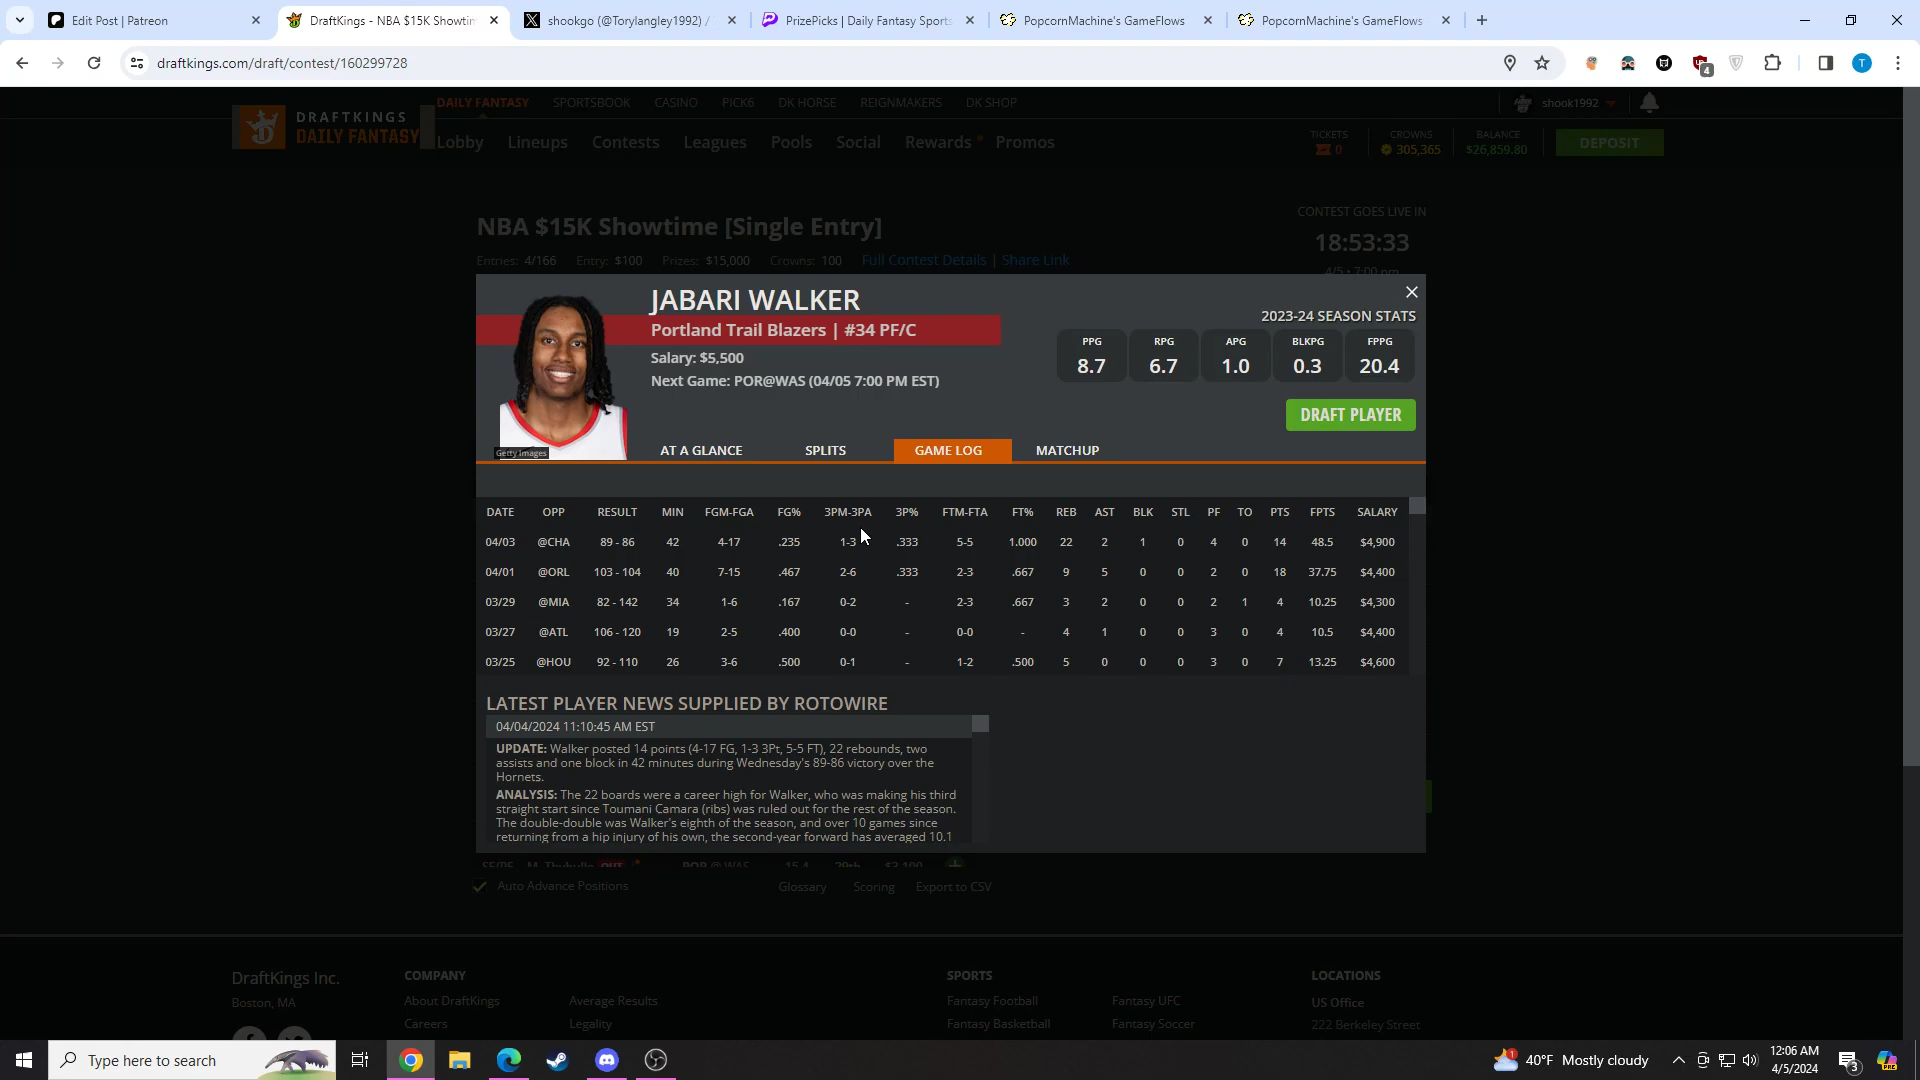 Edit Post | Patreon
DraftKings - NBA $15K Showtim
shookgo (@Torylangley1992) /
PrizePicks | Daily Fantasy Sports
PopcornMachine's GameFlows
PopcornMachine's GameFlows
draftkings.com/draft/contest/160299728
4
T
DRAFTKINGS
DAILY FANTASY
DAILY FANTASY SPORTSBOOK CASINO PICK6 DK HORSE REIGNMAKERS DK SHOP
shook1992
Lobby Lineups Contests Leagues Pools Social Rewards Promos
TICKETS
0
CROWNS
305,365
BALANCE
$26,859.80
DEPOSIT
NBA $15K Showtime [Single Entry]
Entries: 4/166 Entry: $100 Prizes: $15,000 Crowns: 100 Full Contest Details | Share Link
CONTEST GOES LIVE IN
18:53:33
4/5 • 7:00 pm
JABARI WALKER
Portland Trail Blazers | #34 PF/C
Salary: $5,500
Next Game: POR@WAS (04/05 7:00 PM EST)
Getty Images
2023-24 SEASON STATS
PPG RPG APG BLKPG FPPG
8.7 6.7 1.0 0.3 20.4
DRAFT PLAYER
AT A GLANCE SPLITS GAME LOG MATCHUP
DATE OPP RESULT MIN FGM-FGA FG% 3PM-3PA 3P% FTM-FTA FT% REB AST BLK STL PF TO PTS FPTS SALARY
04/03 @CHA 89 - 86 42 4-17 .235 1-3 .333 5-5 1.000 22 2 1 0 4 0 14 48.5 $4,900
04/01 @ORL 103 - 104 40 7-15 .467 2-6 .333 2-3 .667 9 5 0 0 2 0 18 37.75 $4,400
03/29 @MIA 82 - 142 34 1-6 .167 0-2 - 2-3 .667 3 2 0 0 2 1 4 10.25 $4,300
03/27 @ATL 106 - 120 19 2-5 .400 0-0 - 0-0 - 4 1 0 0 3 0 4 10.5 $4,400
03/25 @HOU 92 - 110 26 3-6 .500 0-1 - 1-2 .500 5 0 0 0 3 0 7 13.25 $4,600
LATEST PLAYER NEWS SUPPLIED BY ROTOWIRE
04/04/2024 11:10:45 AM EST
UPDATE: Walker posted 14 points (4-17 FG, 1-3 3Pt, 5-5 FT), 22 rebounds, two
assists and one block in 42 minutes during Wednesday's 89-86 victory over the
Hornets.
ANALYSIS: The 22 boards were a career high for Walker, who was making his third
straight start since Toumani Camara (ribs) was ruled out for the rest of the season.
The double-double was Walker's eighth of the season, and over 10 games since
returning from a hip injury of his own, the second-year forward has averaged 10.1
SF/PF M. Thybulle OUT POR @ WAS 15.4 29th $3,100
Auto Advance Positions Glossary Scoring Export to CSV
DraftKings Inc.
Boston, MA
COMPANY
About DraftKings Average Results
Careers Legality
SPORTS
Fantasy Football Fantasy UFC
Fantasy Basketball Fantasy Soccer
LOCATIONS
US Office
222 Berkeley Street
Type here to search
40°F Mostly cloudy
12:06 AM
4/5/2024
3